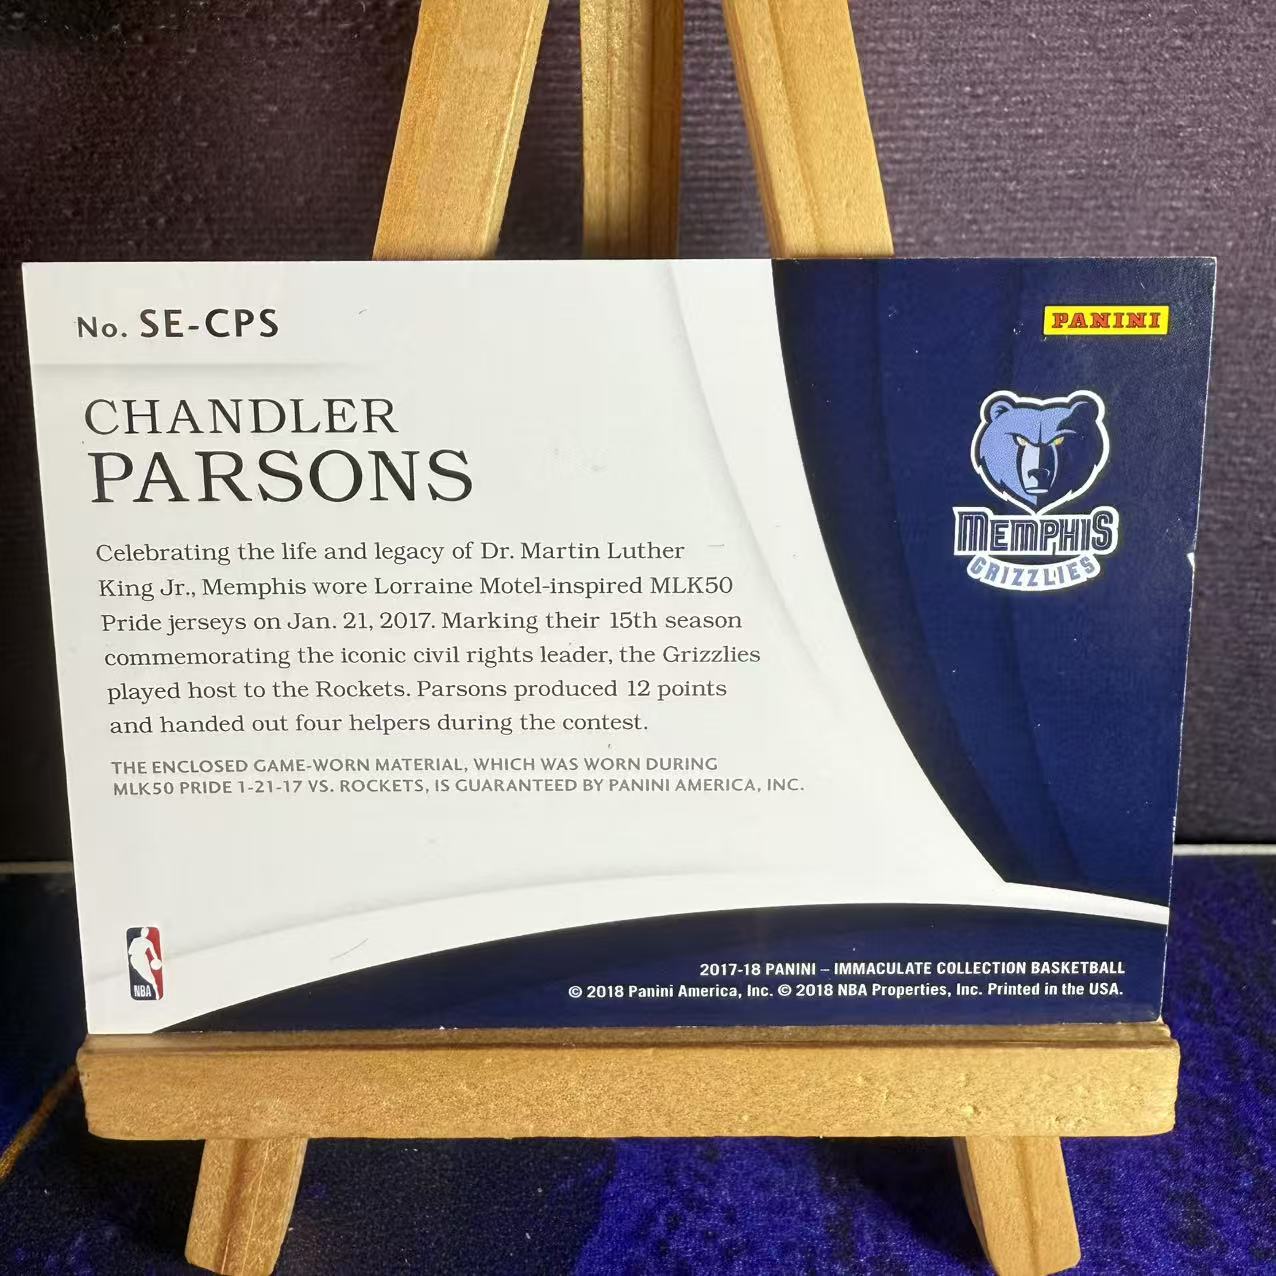 No. SE-CPS
PANINI
CHANDLER
PARSONS
MEMPHIS
GRIZZLIES
Celebrating the life and legacy of Dr. Martin Luther
King Jr., Memphis wore Lorraine Motel-inspired MLK50
Pride jerseys on Jan. 21, 2017. Marking their 15th season
commemorating the iconic civil rights leader, the Grizzlies
played host to the Rockets. Parsons produced 12 points
and handed out four helpers during the contest.
THE ENCLOSED GAME-WORN MATERIAL, WHICH WAS WORN DURING
MLK50 PRIDE 1-21-17 VS. ROCKETS, IS GUARANTEED BY PANINI AMERICA, INC.
NBA
2017-18 PANINI – IMMACULATE COLLECTION BASKETBALL
© 2018 Panini America, Inc. © 2018 NBA Properties, Inc. Printed in the USA.